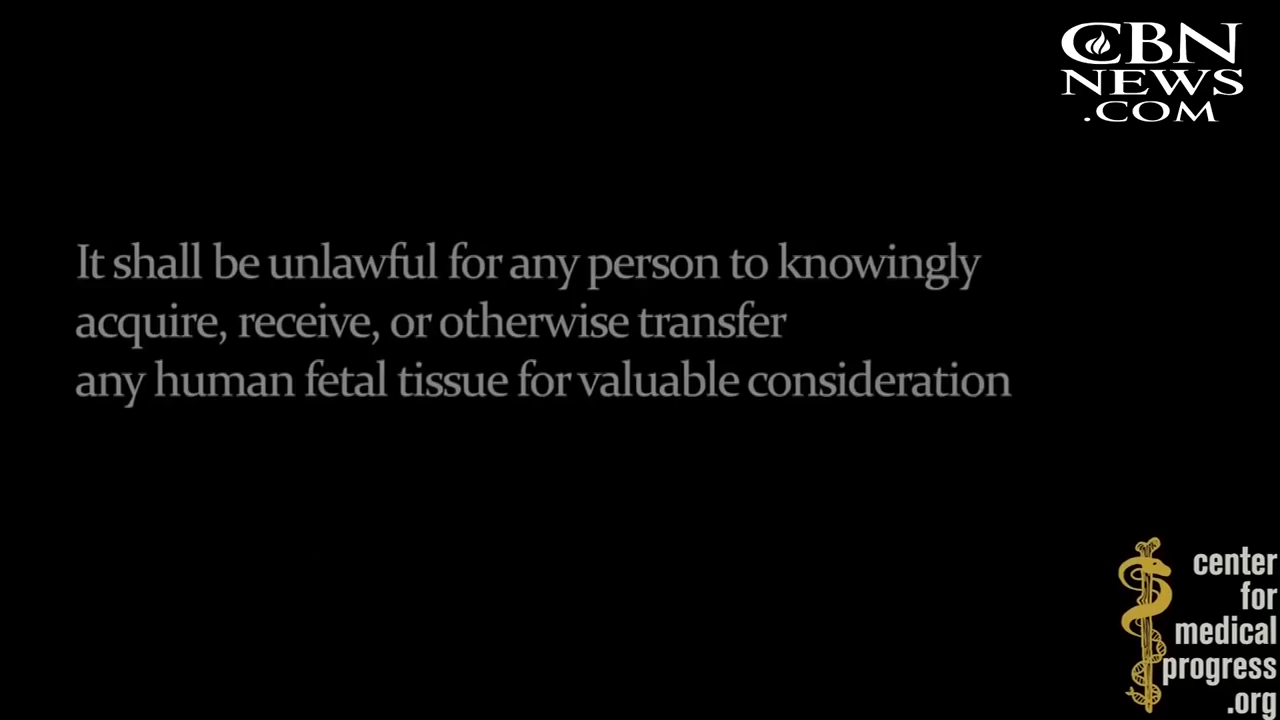 CBN
NEWS
.COM
It shall be unlawful for any person to knowingly
acquire, receive, or otherwise transfer
any human fetal tissue for valuable consideration
center
for
medical
progress
.org